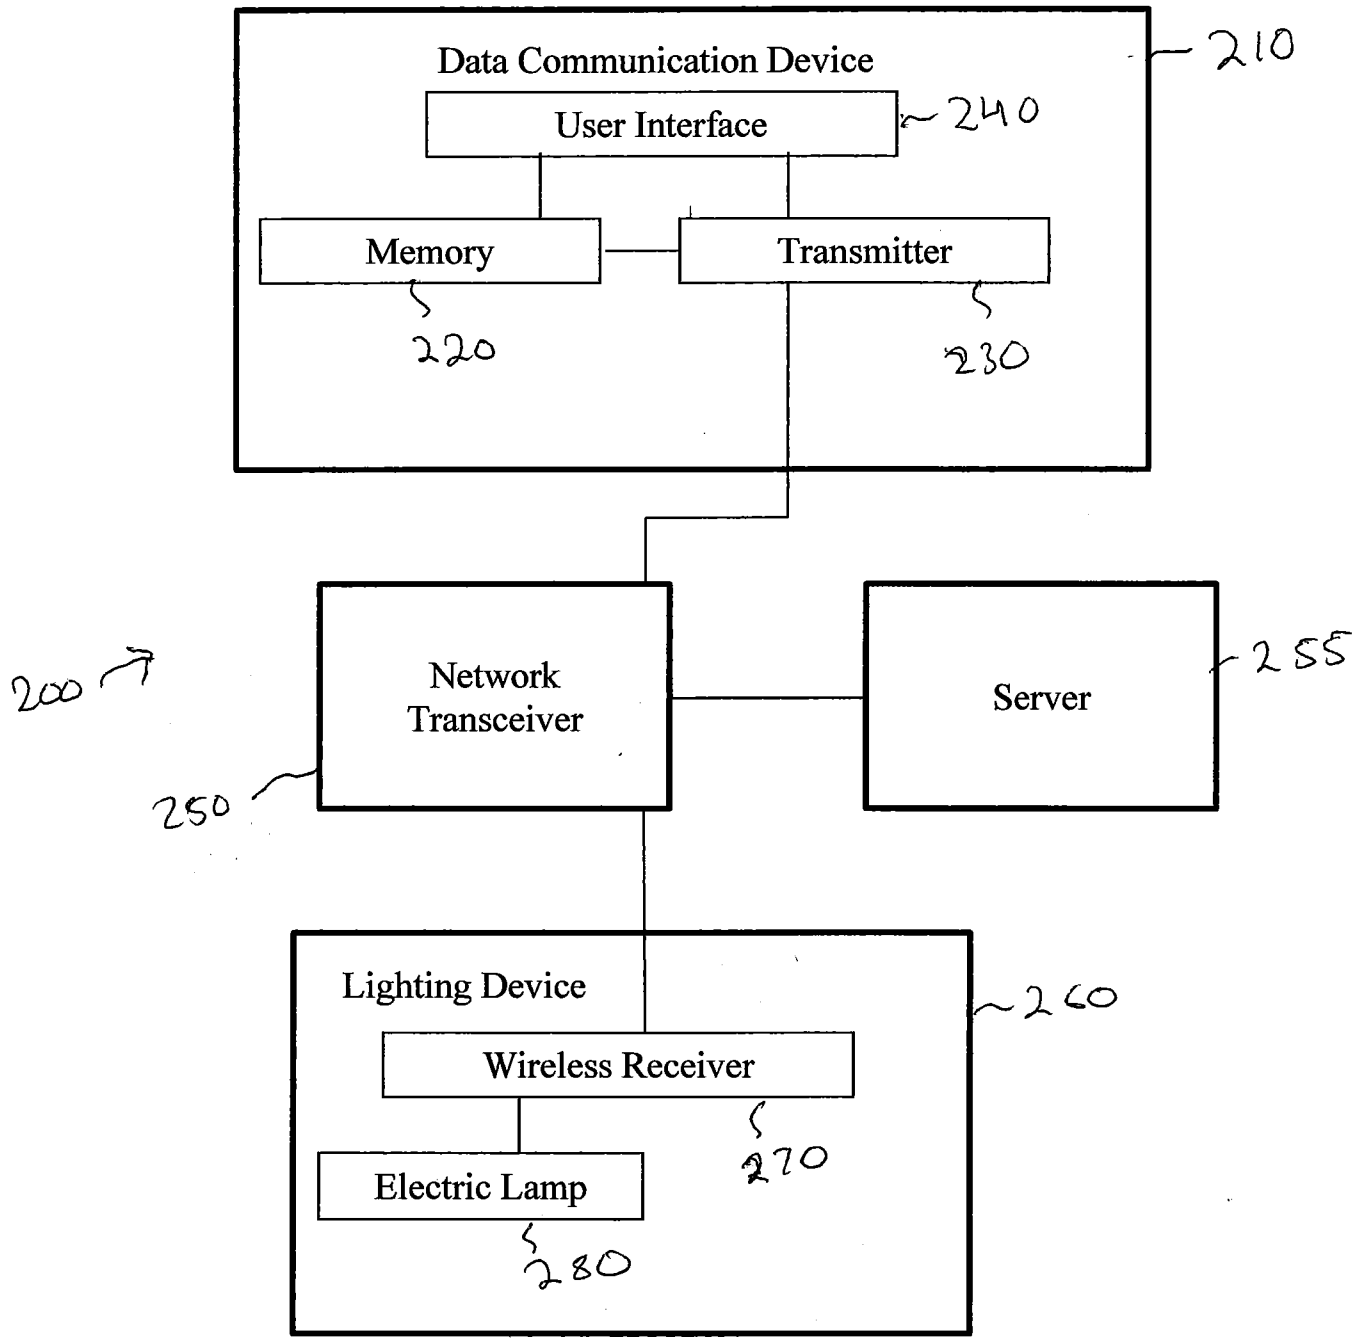 Data Communication Device
210
User Interface
240
Memory
Transmitter
220
230
Network
Transceiver
Server
255
200
250
Lighting Device
260
Wireless Receiver
270
Electric Lamp
280